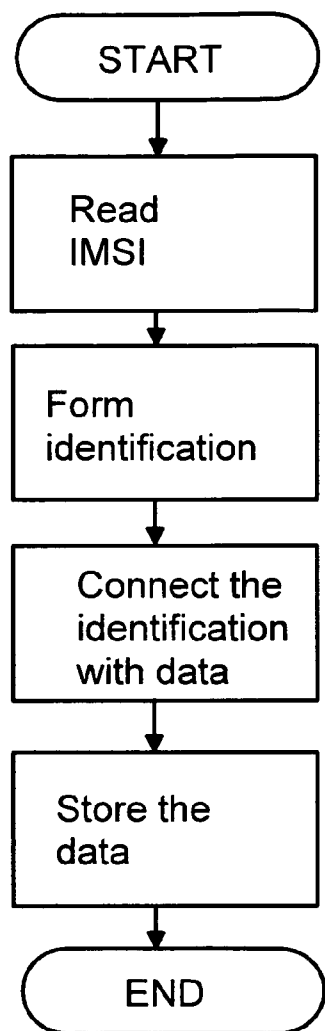 START
Read
IMSI
Form
identification
Connect the
identification
with data
Store the
data
END